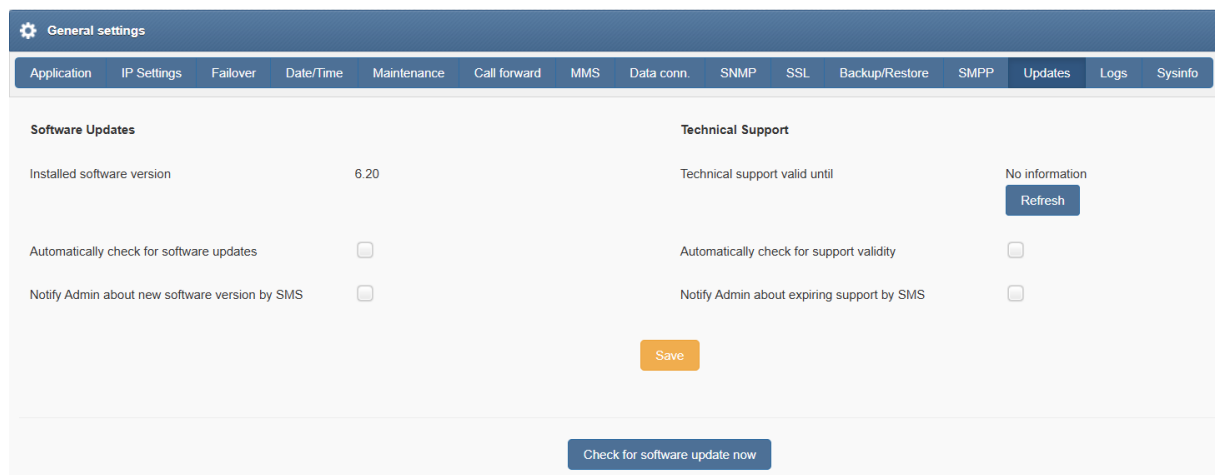 General settings
Application IP Settings Failover Date/Time Maintenance Call forward MMS Data conn. SNMP SSL Backup/Restore SMPP Updates Logs Sysinfo
Software Updates Technical Support
Installed software version 6.20 Technical support valid until No information
Refresh
Automatically check for software updates Automatically check for support validity
Notify Admin about new software version by SMS Notify Admin about expiring support by SMS
Save
Check for software update now